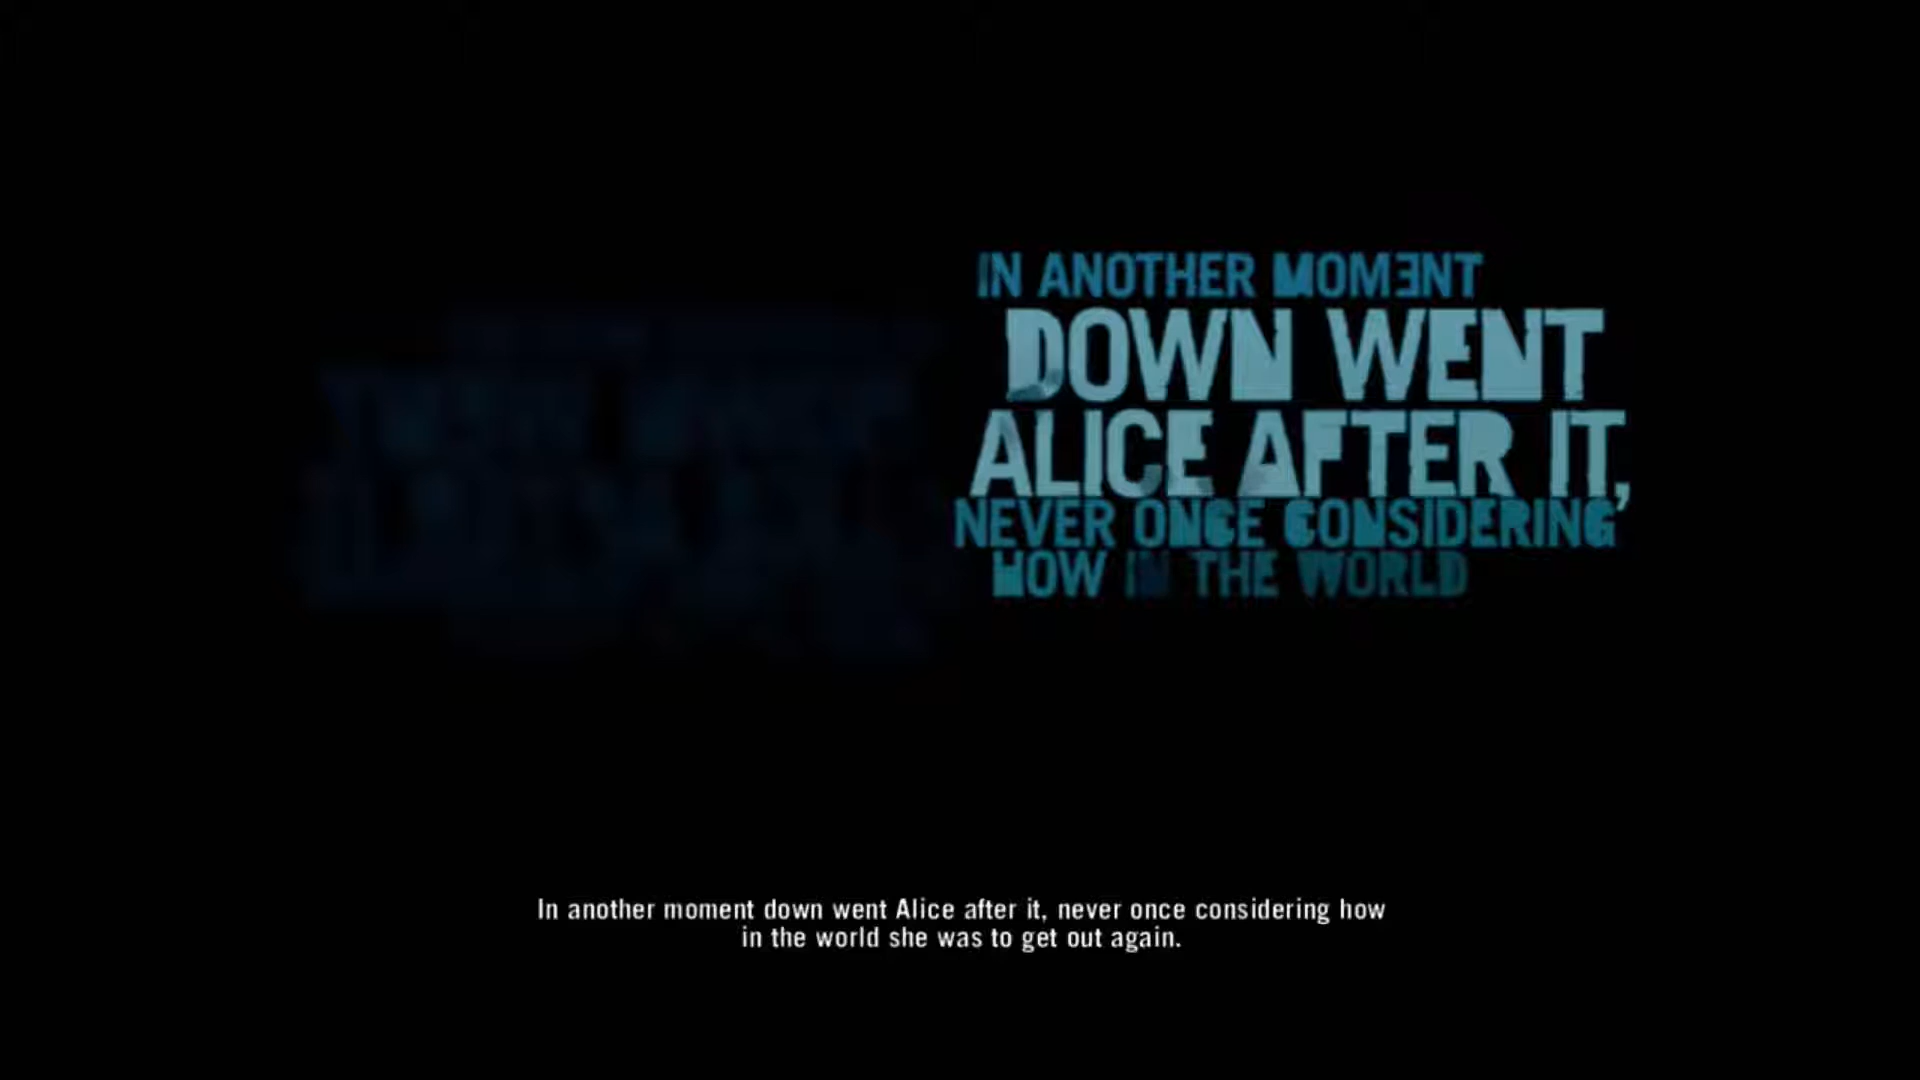 IN ANOTHER MOMENT
DOWN WENT
ALICE AFTER IT,
NEVER ONCE CONSIDERING
HOW IN THE WORLD
In another moment down went Alice after it, never once considering how
in the world she was to get out again.